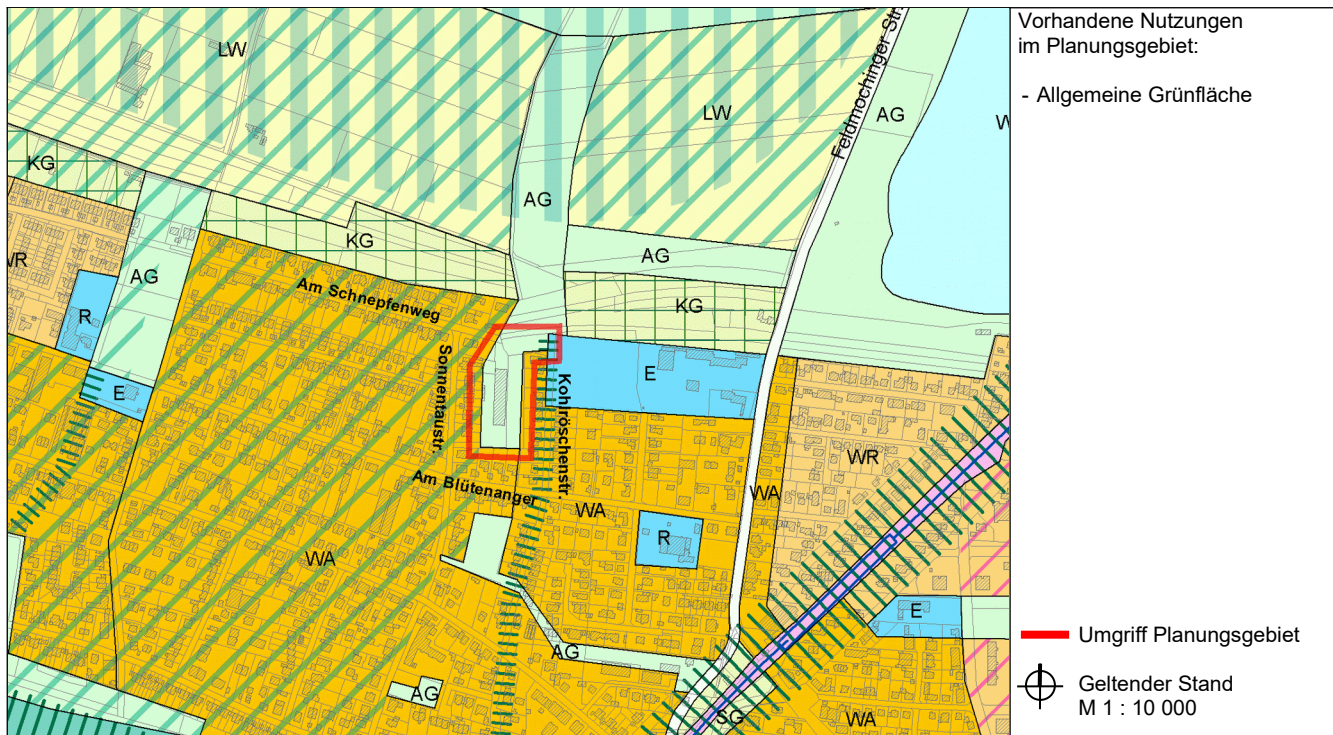 LW
Feldmochinger Str.
AG
W
LW
KG
AG
KG
AG
WR
AG
KG
Am Schnepfenweg
R
Sonnentaustr.
E
Kohlröschenstr.
E
WR
Am Blütenanger
WA
WA
R
WA
E
AG
AG
SG
WA
Vorhandene Nutzungen
im Planungsgebiet:
- Allgemeine Grünfläche
Umgriff Planungsgebiet
Geltender Stand
M 1 : 10 000